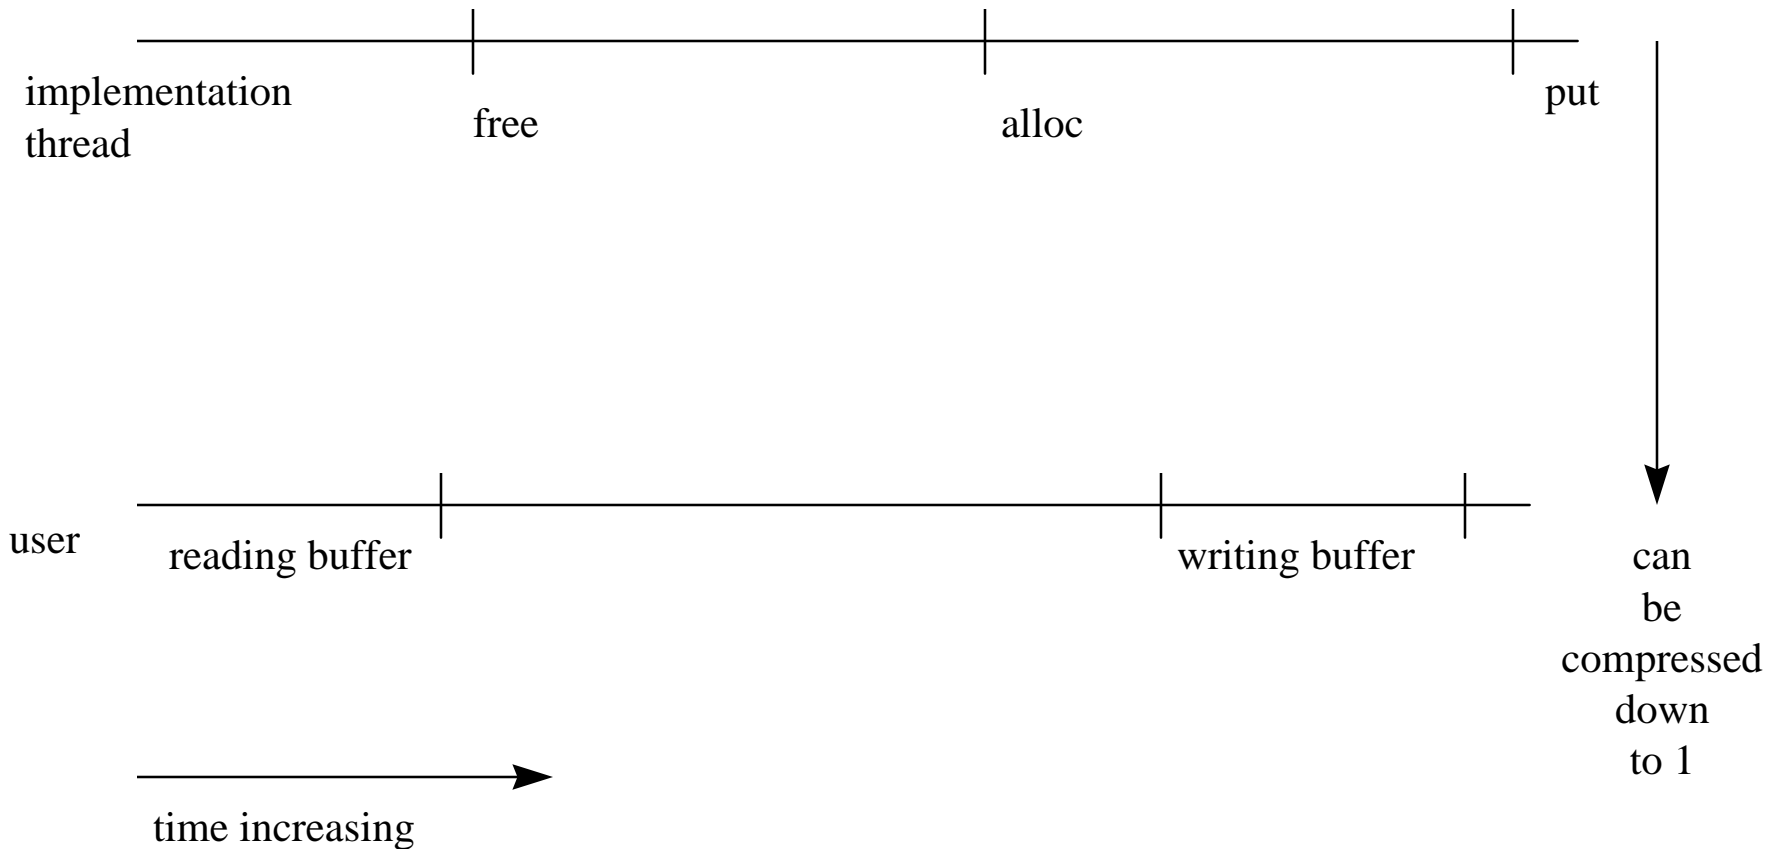 implementation
thread
free
alloc
put
user
reading buffer
writing buffer
can
be
compressed
down
to 1
time increasing